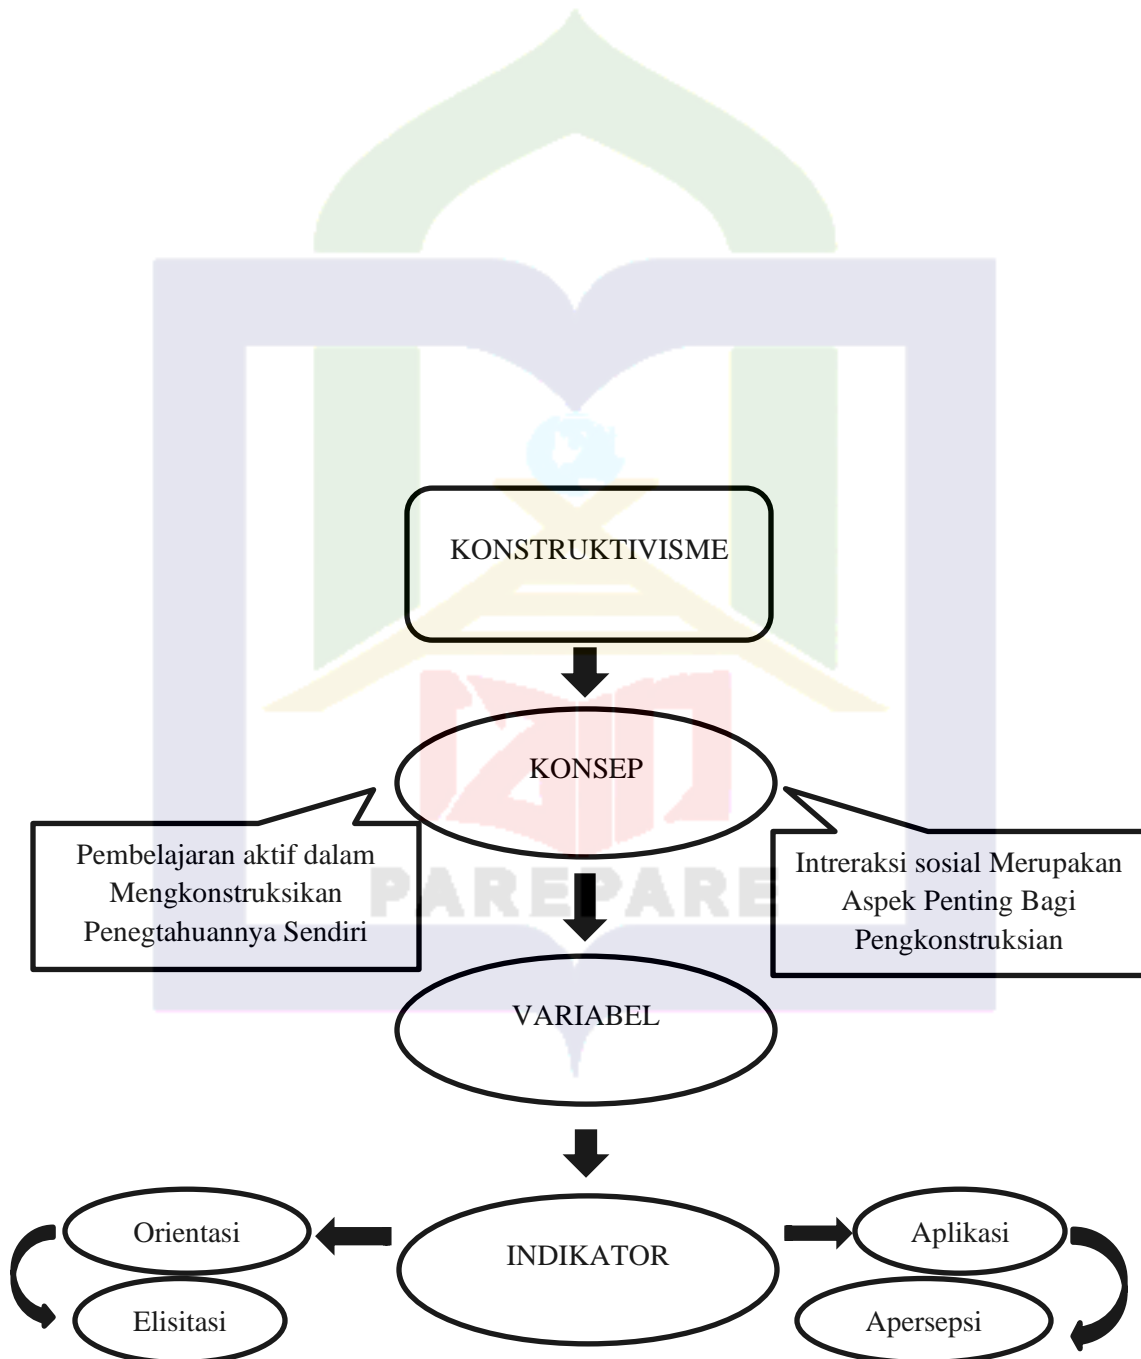 KONSTRUKTIVISME
KONSEP
Pembelajaran aktif dalam
Mengkonstruksikan
Penegtahuannya Sendiri
Intreraksi sosial Merupakan
Aspek Penting Bagi
Pengkonstruksian
PAREPARE
VARIABEL
INDIKATOR
Orientasi
Elisitasi
Aplikasi
Apersepsi